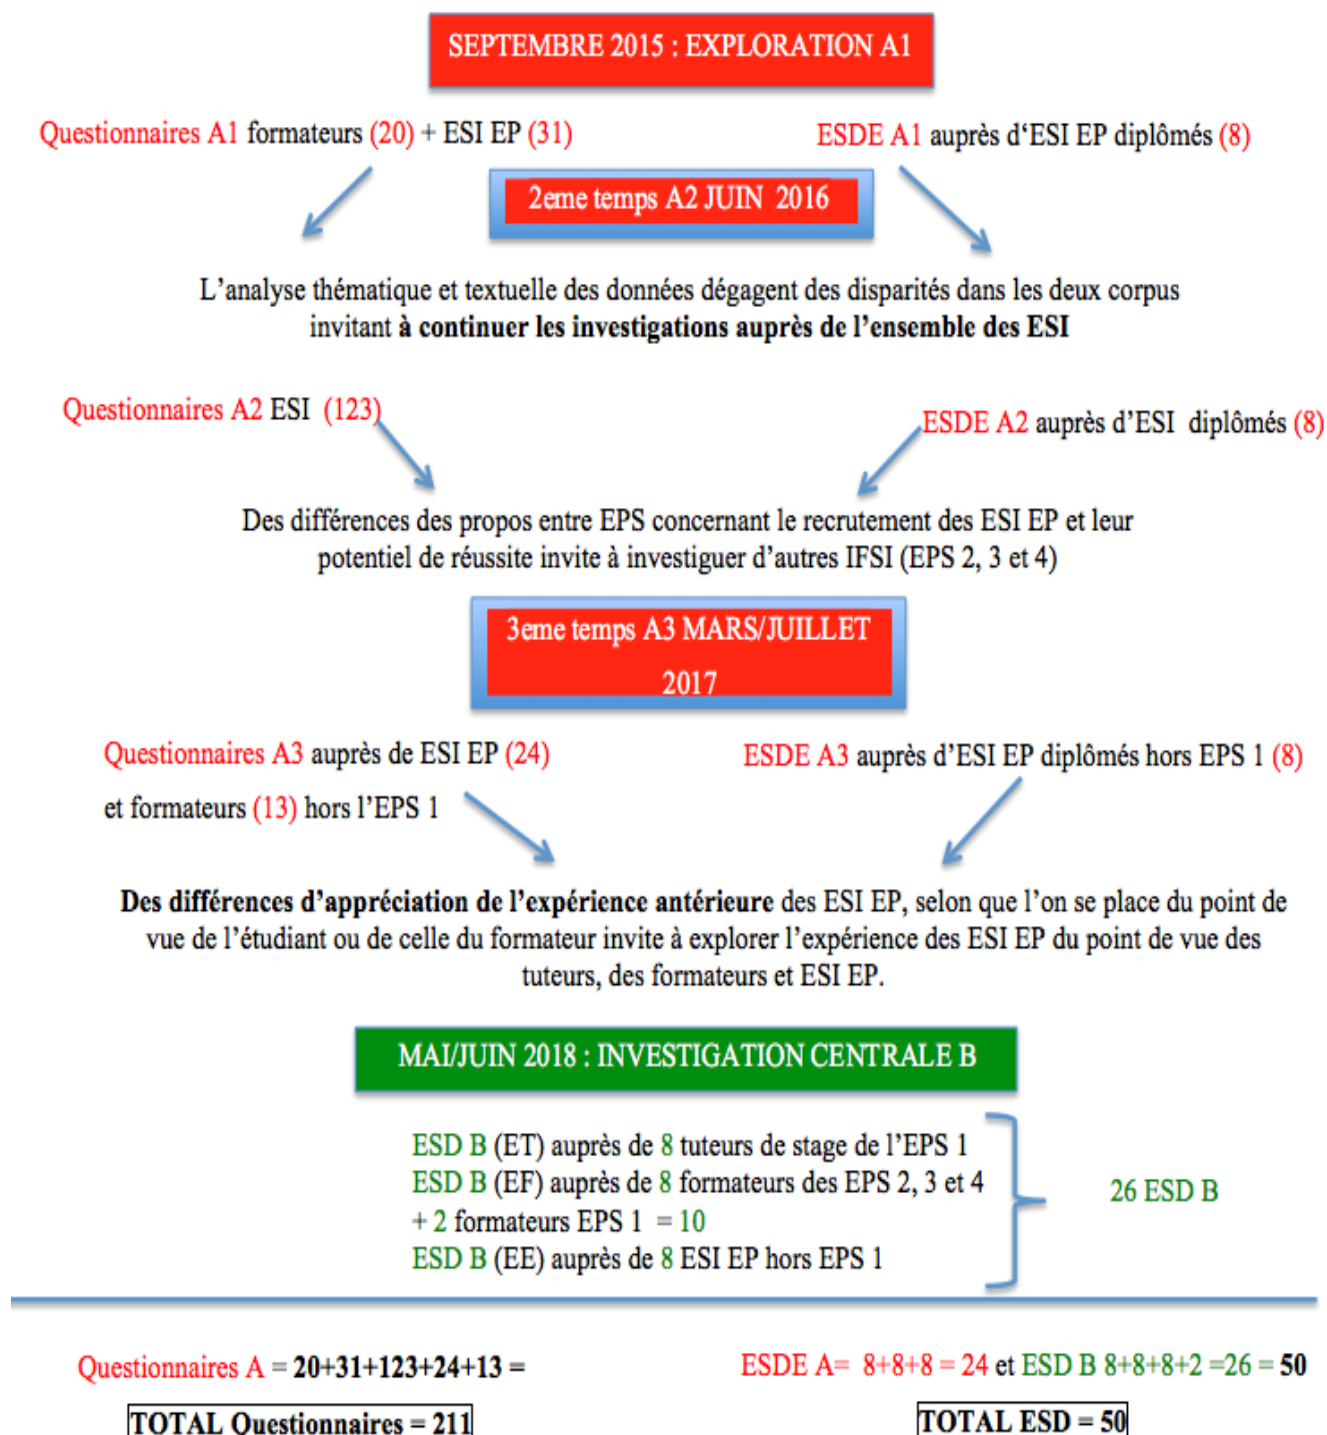 SEPTEMBRE 2015 : EXPLORATION A1
Questionnaires A1 formateurs (20) + ESI EP (31)
ESDE A1 auprès d‘ESI EP diplômés (8)
2eme temps A2 JUIN 2016
L’analyse thématique et textuelle des données dégagent des disparités dans les deux corpus
invitant à continuer les investigations auprès de l’ensemble des ESI
Questionnaires A2 ESI (123)
ESDE A2 auprès d’ESI diplômés (8)
Des différences des propos entre EPS concernant le recrutement des ESI EP et leur
potentiel de réussite invite à investiguer d’autres IFSI (EPS 2, 3 et 4)
3eme temps A3 MARS/JUILLET
2017
Questionnaires A3 auprès de ESI EP (24)
et formateurs (13) hors l’EPS 1
ESDE A3 auprès d’ESI EP diplômés hors EPS 1 (8)
Des différences d’appréciation de l’expérience antérieure des ESI EP, selon que l’on se place du point de
vue de l’étudiant ou de celle du formateur invite à explorer l’expérience des ESI EP du point de vue des
tuteurs, des formateurs et ESI EP.
MAI/JUIN 2018 : INVESTIGATION CENTRALE B
ESD B (ET) auprès de 8 tuteurs de stage de l’EPS 1
ESD B (EF) auprès de 8 formateurs des EPS 2, 3 et 4
+ 2 formateurs EPS 1 = 10
ESD B (EE) auprès de 8 ESI EP hors EPS 1
26 ESD B
Questionnaires A = 20+31+123+24+13 =
TOTAL Questionnaires = 211
ESDE A= 8+8+8 = 24 et ESD B 8+8+8+2 =26 = 50
TOTAL ESD = 50